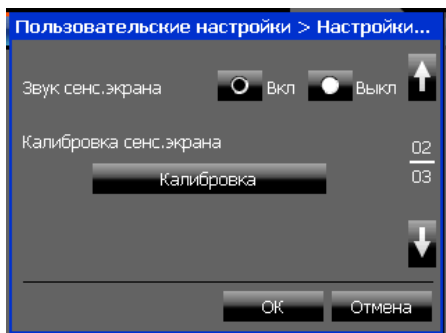 Пользовательские настройки > Настройки...
Звук сенс.экрана Вкл Выкл
Калибровка сенс.экрана
02
Калибровка
03
ОК Отмена